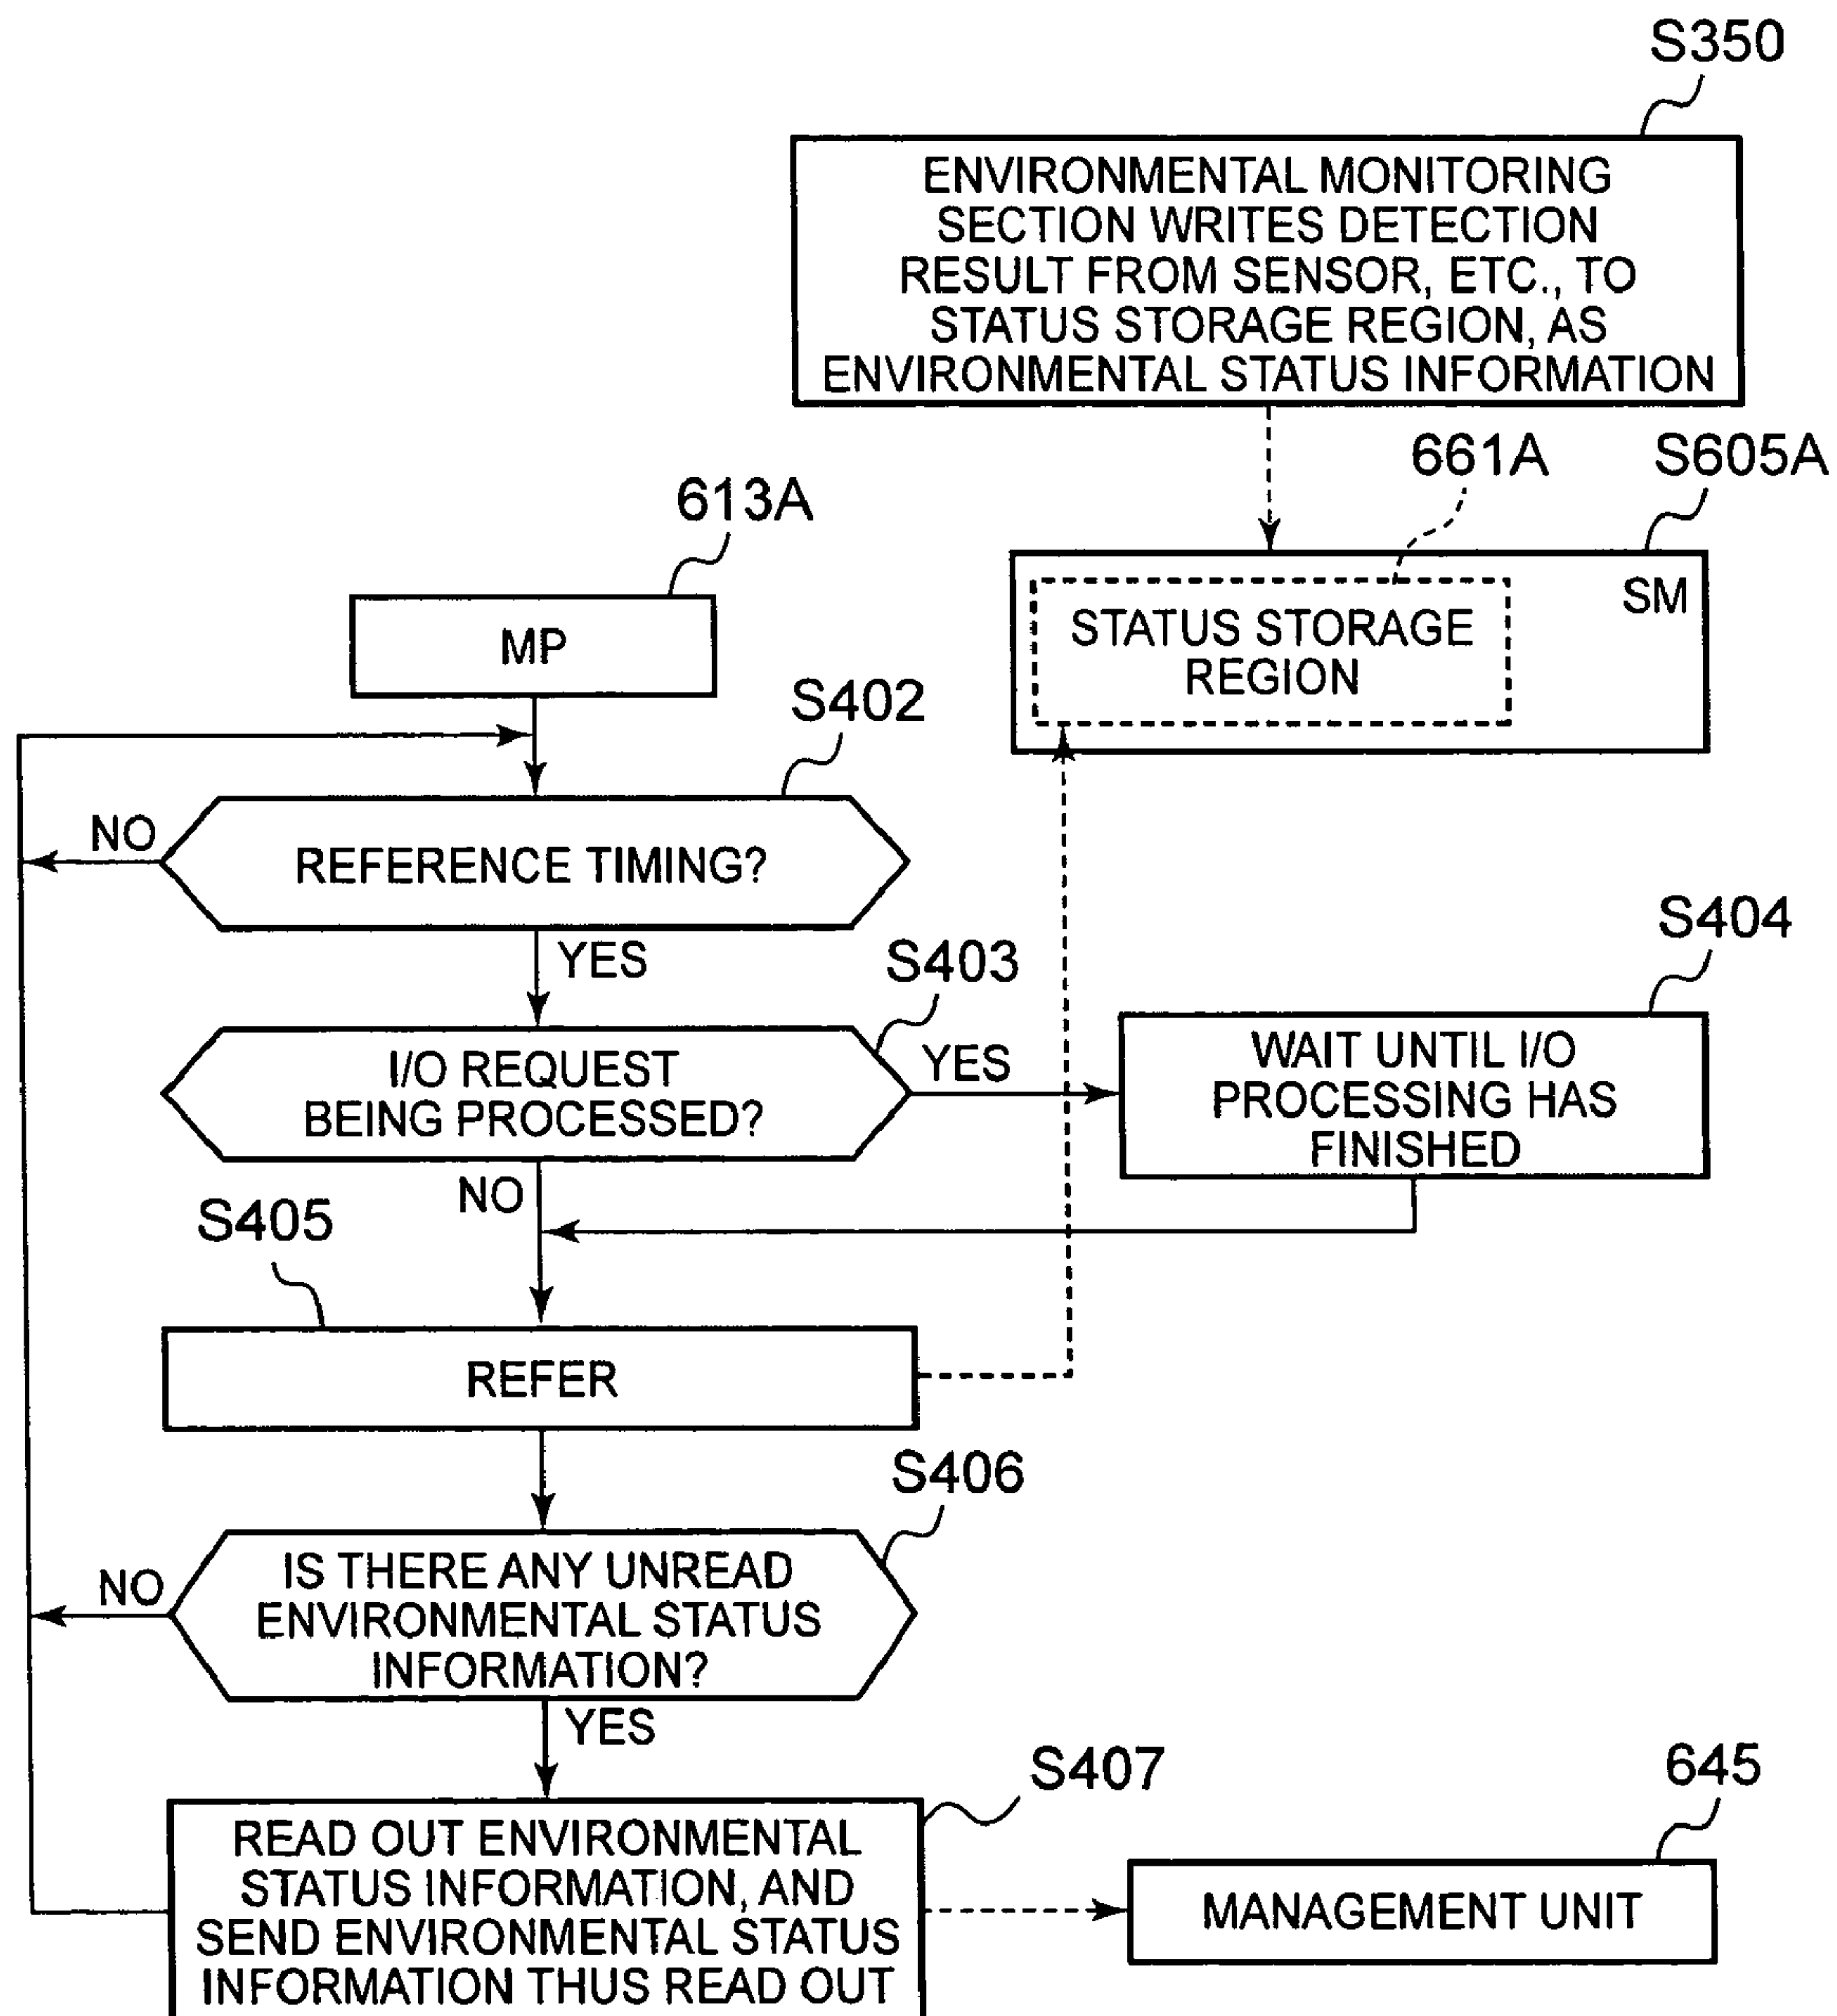 S350
ENVIRONMENTAL MONITORING
SECTION WRITES DETECTION
RESULT FROM SENSOR, ETC., TO
STATUS STORAGE REGION, AS
ENVIRONMENTAL STATUS INFORMATION
661A
S605A
613A
SM
STATUS STORAGE
REGION
MP
S402
NO
REFERENCE TIMING?
YES
S403
S404
I/O REQUEST
BEING PROCESSED?
YES
WAIT UNTIL I/O
PROCESSING HAS
FINISHED
NO
S405
REFER
S406
NO
IS THERE ANY UNREAD
ENVIRONMENTAL STATUS
INFORMATION?
YES
S407
645
READ OUT ENVIRONMENTAL
STATUS INFORMATION, AND
SEND ENVIRONMENTAL STATUS
INFORMATION THUS READ OUT
MANAGEMENT UNIT